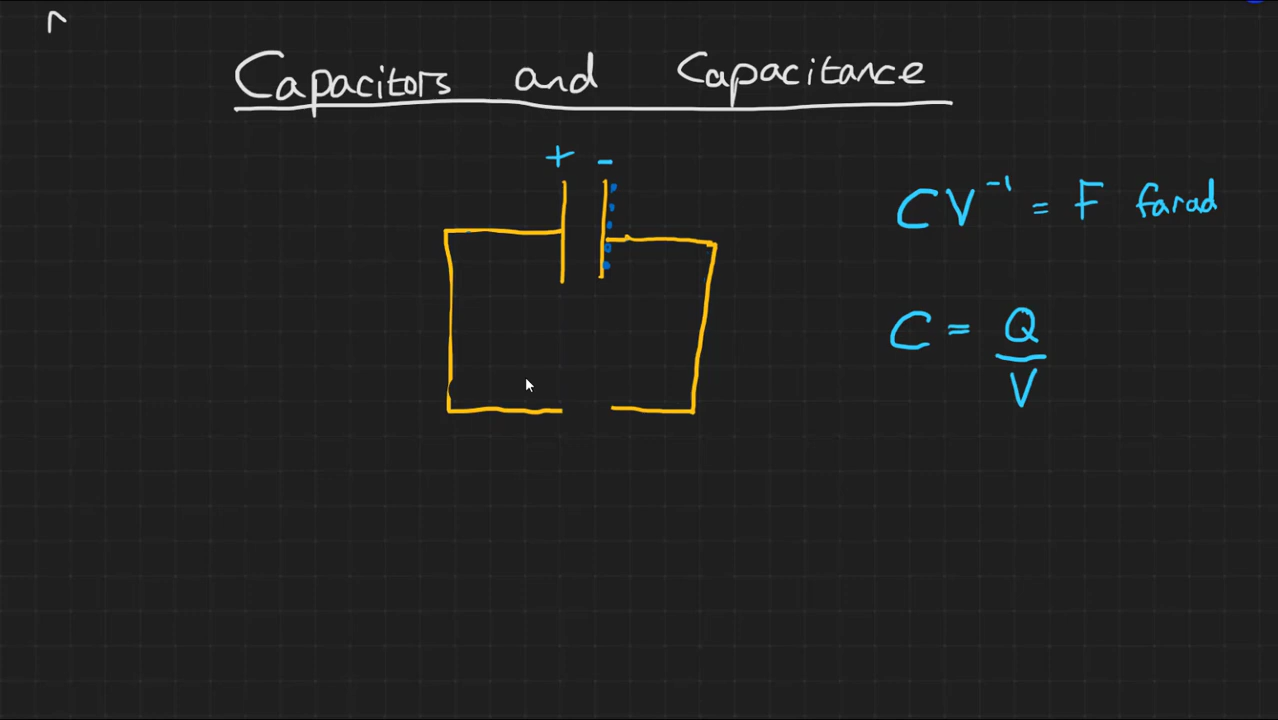 Capacitors and Capacitance
+ -
CV⁻¹ = F farad
C = Q
V